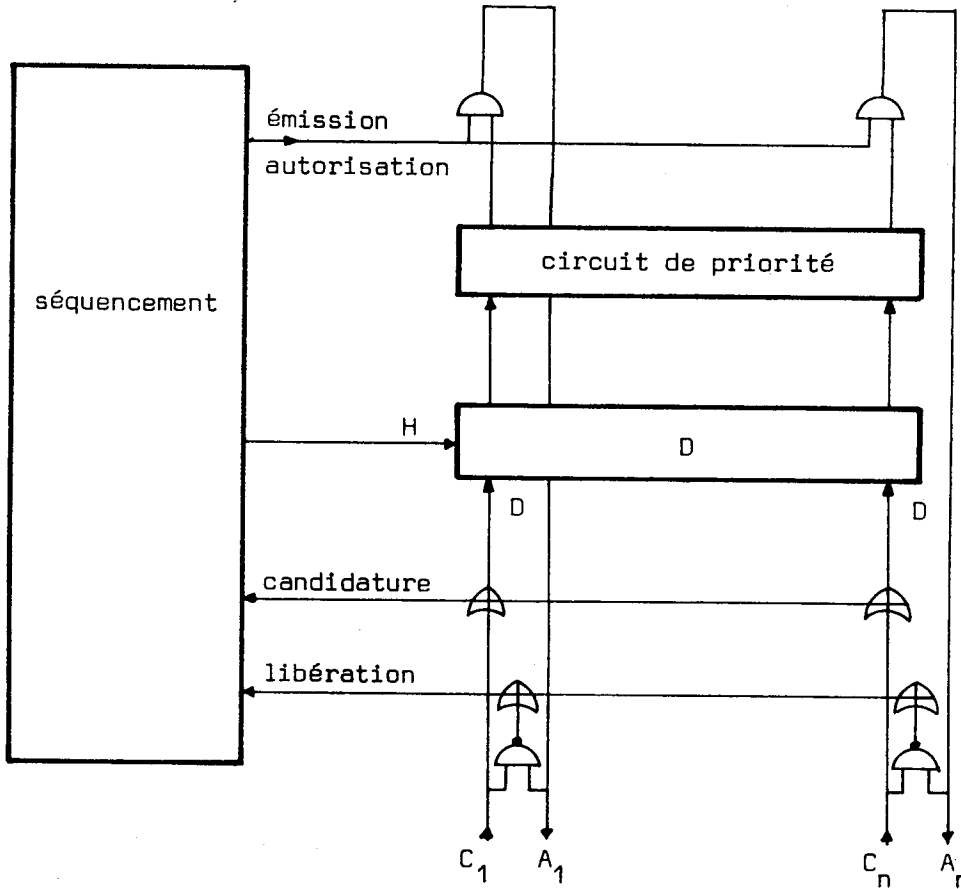 émission
autorisation
circuit de priorité
séquencement
H
D
D
D
candidature
libération
C1 A1 Cn An